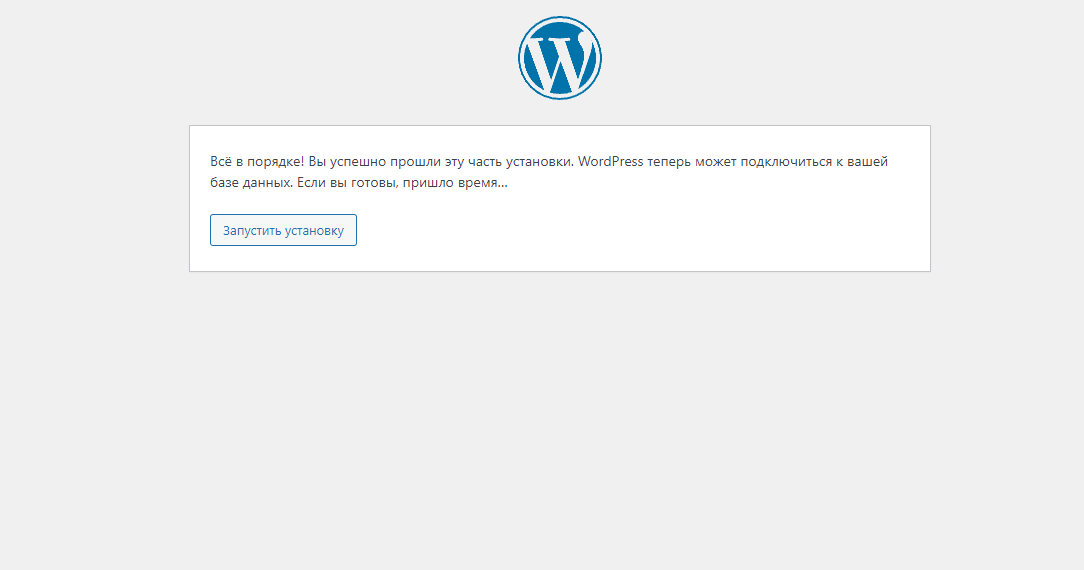 Всё в порядке! Вы успешно прошли эту часть установки. WordPress теперь может подключиться к вашей
базе данных. Если вы готовы, пришло время…
Запустить установку